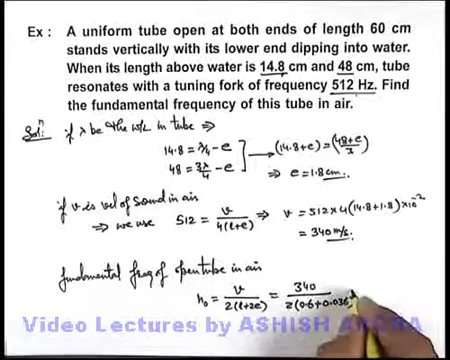 Ex : A uniform tube open at both ends of length 60 cm
stands vertically with its lower end dipping into water.
When its length above water is 14.8 cm and 48 cm, tube
resonates with a tuning fork of frequency 512 Hz. Find
the fundamental frequency of this tube in air.
Solⁿ if λ be the w/L in tube ⇒
14.8 = λ/4 - e
48 = 3λ/4 - e
→ (14.8+e) = (48+e)/3
⇒ e = 1.8 cm.
if v is vel of sound in air
⇒ we use 512 = v/4(l+e) ⇒ v = 512×4(14.8+1.8)×10⁻²
= 340 m/s.
fundamental freq of open tube in air
n₀ = v/2(l+2e) = 340/2(0.6+0.036)
Video Lectures by ASHISH ARORA